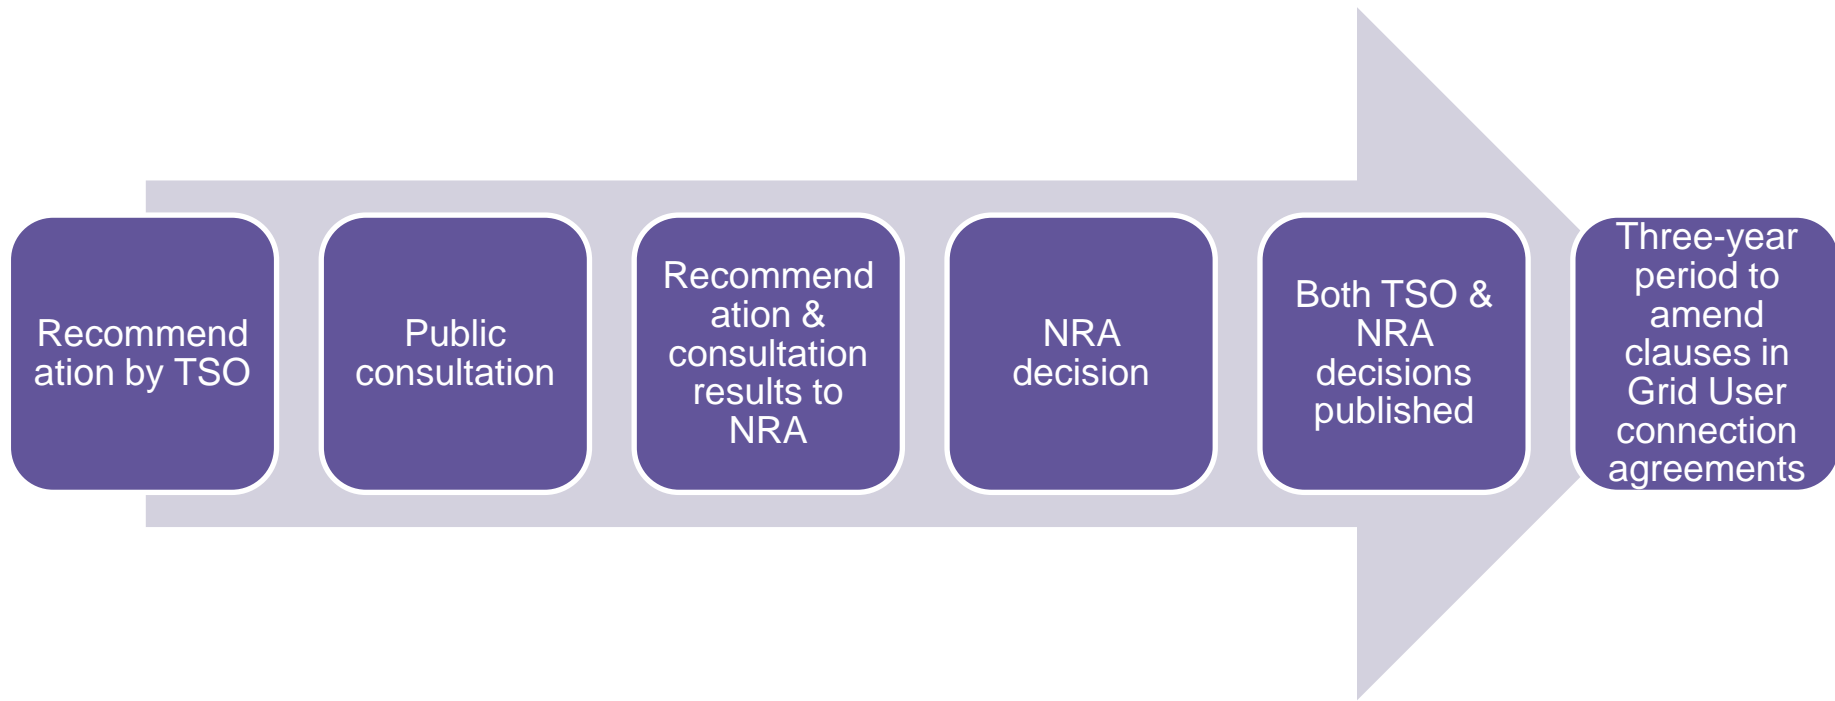 Recommend
ation by TSO
Public
consultation
Recommend
ation &
consultation
results to
NRA
NRA
decision
Both TSO &
NRA
decisions
published
Three-year
period to
amend
clauses in
Grid User
connection
agreements